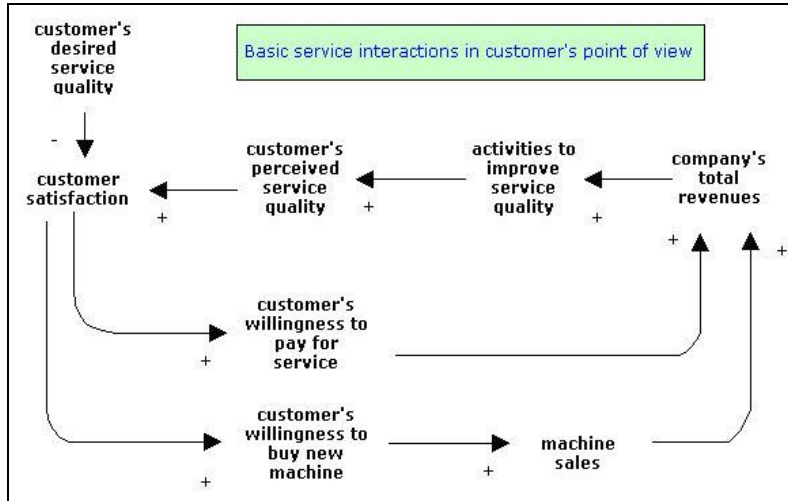 customer's
desired
service
quality
Basic service interactions in customer's point of view
-
customer
satisfaction
+
customer's
perceived
service
quality
+
activities to
improve
service
quality
+
company's
total
revenues
+
+
customer's
willingness to
pay for
service
+
customer's
willingness to
buy new
machine
+
machine
sales
+